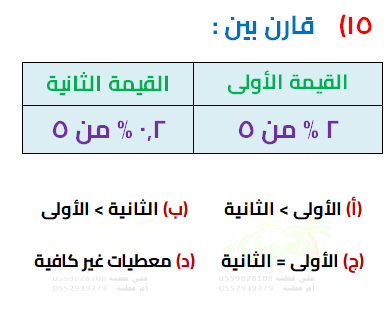 ١٥) قارن بين :
القيمة الأولى القيمة الثانية
٢ % من ٥ ٠,٢ % من ٥
(أ) الأولى > الثانية (ب) الثانية > الأولى
(ج) الأولى = الثانية (د) معطيات غير كافية
0552939779